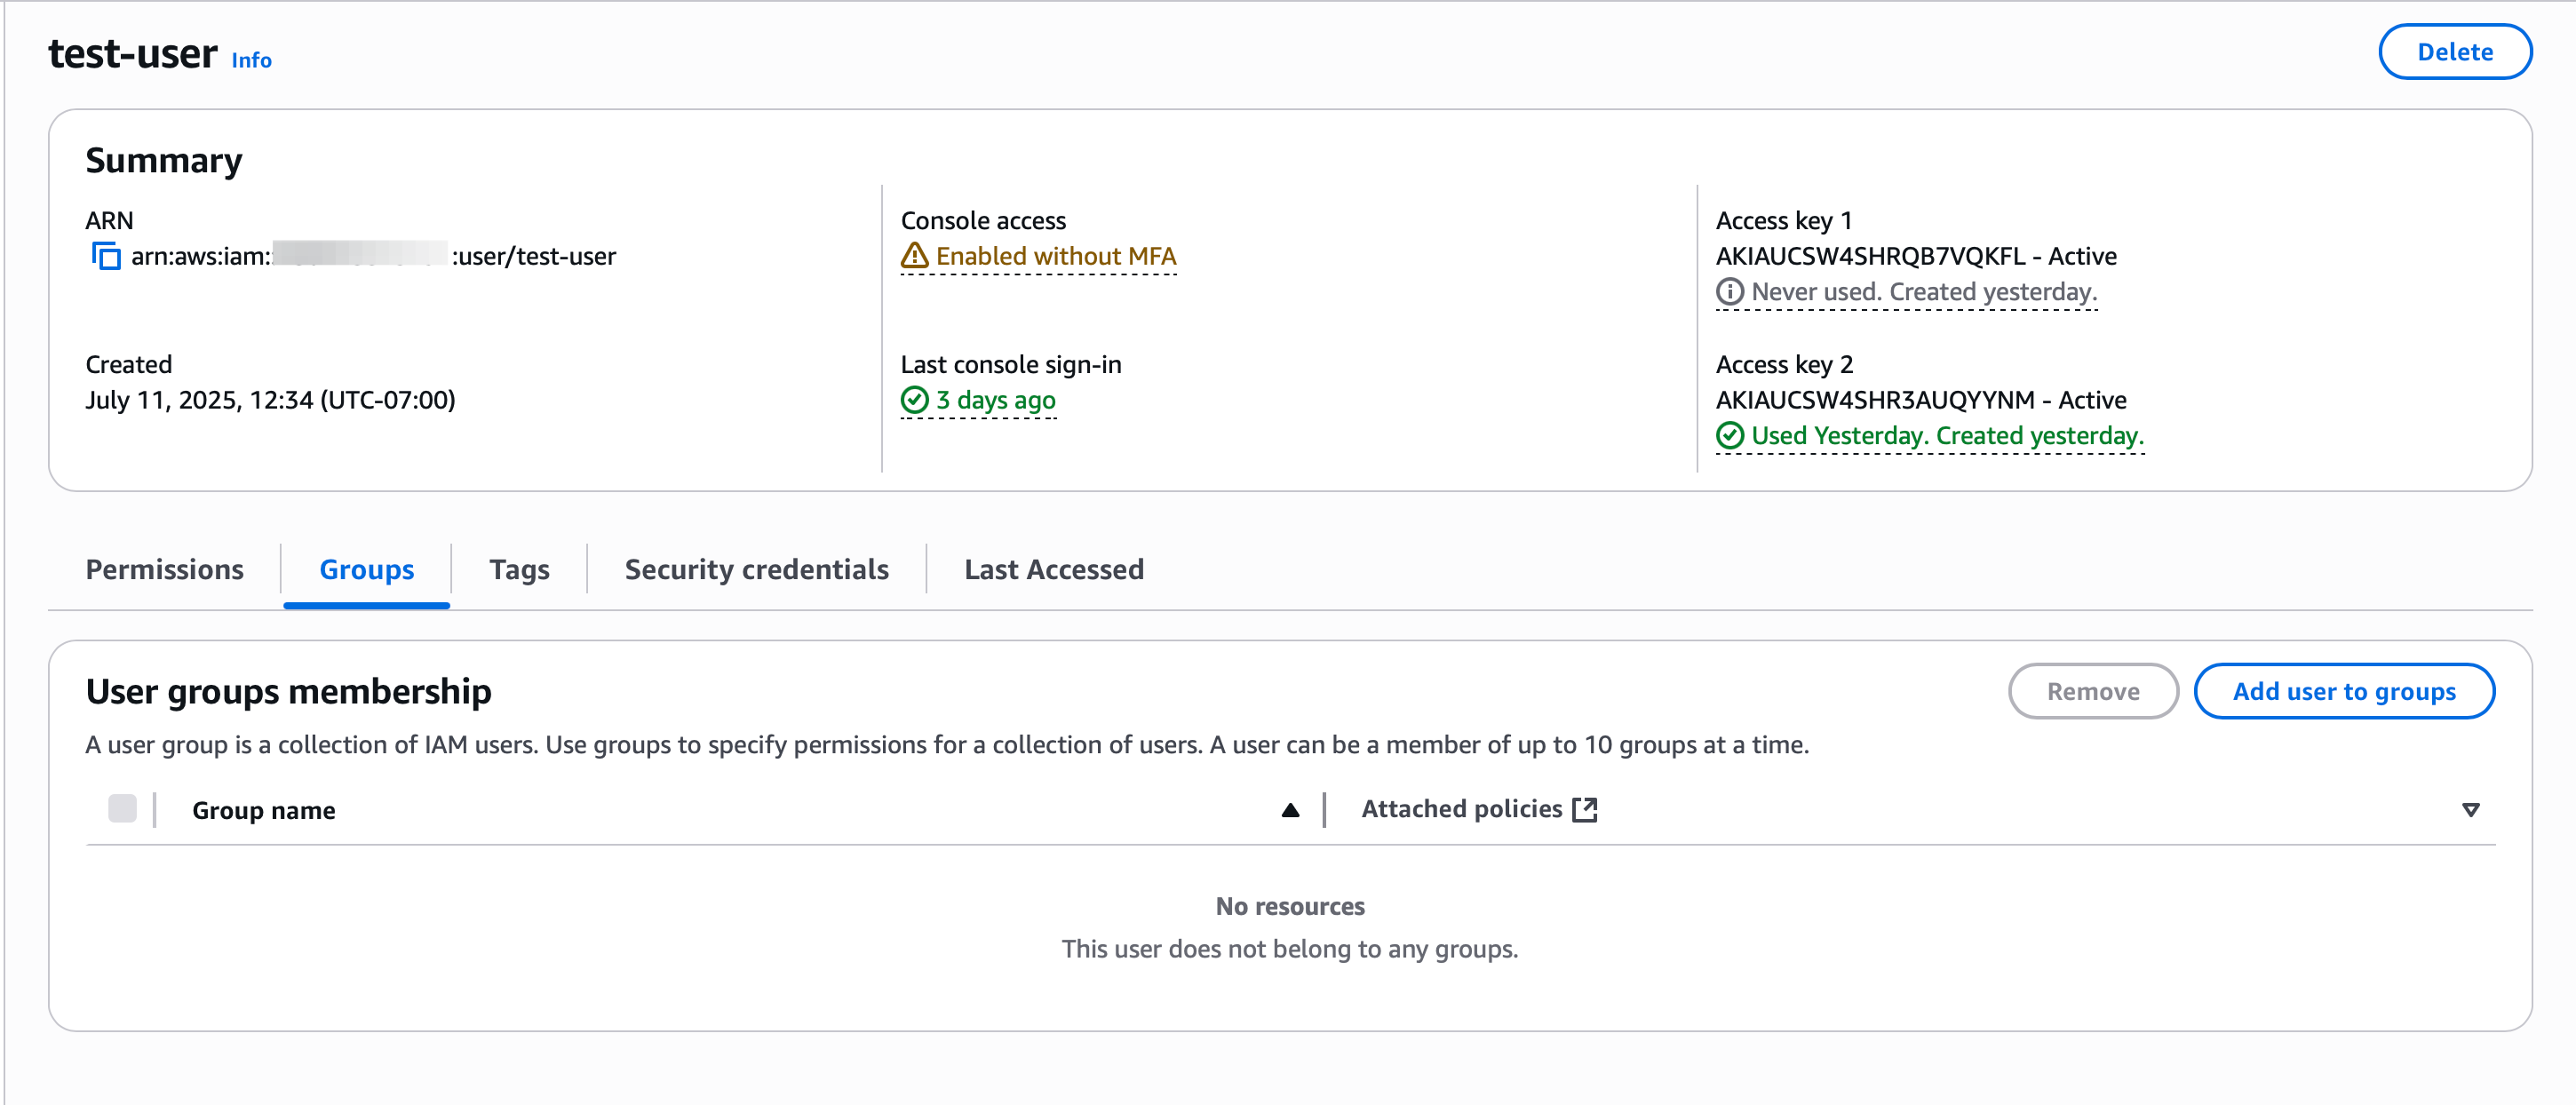 test-user Info
Delete
Summary
ARN
arn:aws:iam: :user/test-user
Created
July 11, 2025, 12:34 (UTC-07:00)
Console access
Enabled without MFA
Last console sign-in
3 days ago
Access key 1
AKIAUCSW4SHRQB7VQKFL - Active
Never used. Created yesterday.
Access key 2
AKIAUCSW4SHR3AUQYYNM - Active
Used Yesterday. Created yesterday.
Permissions Groups Tags Security credentials Last Accessed
User groups membership
Remove Add user to groups
A user group is a collection of IAM users. Use groups to specify permissions for a collection of users. A user can be a member of up to 10 groups at a time.
Group name Attached policies
No resources
This user does not belong to any groups.